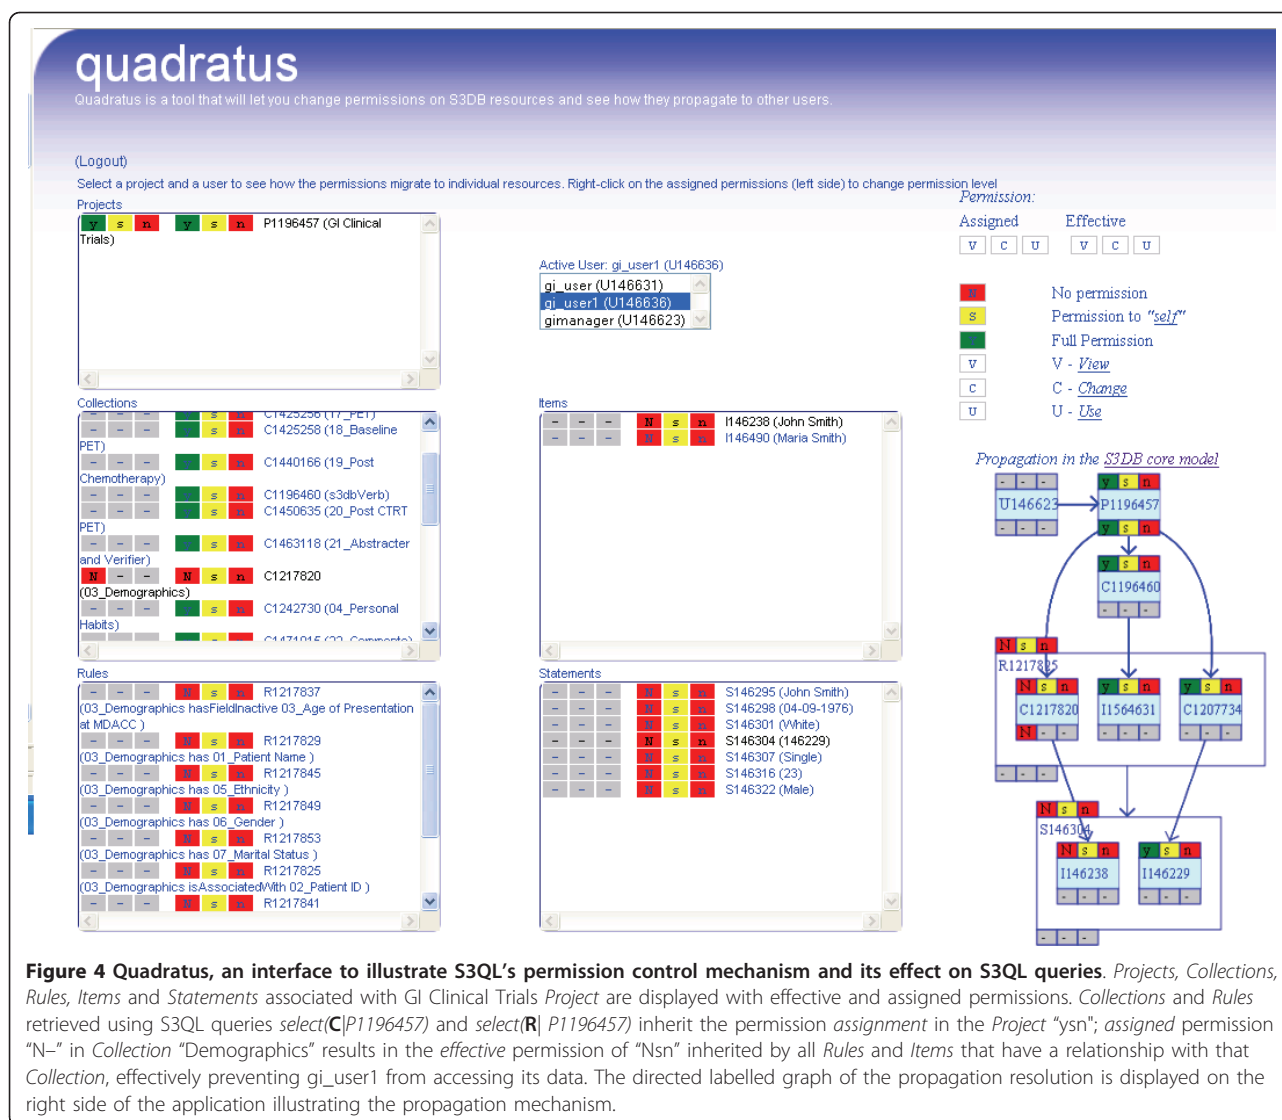 quadratus
Quadratus is a tool that will let you change permissions on S3DB resources and see how they propagate to other users.
(Logout)
Select a project and a user to see how the permissions migrate to individual resources. Right-click on the assigned permissions (left side) to change permission level
Projects
y s n y s n P1196457 (GI Clinical
Trials)
Active User: gi_user1 (U146636)
gi_user (U146631)
gi_user1 (U146636)
gimanager (U146623)
Permission:
Assigned Effective
V C U V C U
N No permission
s Permission to "self"
Y Full Permission
V V - View
C C - Change
U U - Use
Collections
- - - y s n C1425256 (17_PET)
- - - y s n C1425258 (18_Baseline
PET)
- - - y s n C1440166 (19_Post
Chemotherapy)
- - - y s n C1196460 (s3dbVerb)
- - - y s n C1450635 (20_Post CTRT
PET)
- - - y s n C1463118 (21_Abstracter
and Verifier)
N - - N s n C1217820
(03_Demographics)
- - - y s n C1242730 (04_Personal
Habits)
- - - y s n C1471015 (22_Comments)
Items
- - - N s n I146238 (John Smith)
- - - N s n I146490 (Maria Smith)
Rules
- - - N s n R1217837
(03_Demographics hasFieldInactive 03_Age of Presentation
at MDACC )
- - - N s n R1217829
(03_Demographics has 01_Patient Name )
- - - N s n R1217845
(03_Demographics has 05_Ethnicity )
- - - N s n R1217849
(03_Demographics has 06_Gender )
- - - N s n R1217853
(03_Demographics has 07_Marital Status )
- - - N s n R1217825
(03_Demographics isAssociatedWith 02_Patient ID )
- - - N s n R1217841
Statements
- - - N s n S146295 (John Smith)
- - - N s n S146298 (04-09-1976)
- - - N s n S146301 (White)
- - - N s n S146304 (146229)
- - - N s n S146307 (Single)
- - - N s n S146316 (23)
- - - N s n S146322 (Male)
Propagation in the S3DB core model
- - - y s n
U146623 P1196457
- - - y s n
y s n
C1196460
- - -
N s n
R1217825
N s n y s n y s n
C1217820 I1564631 C1207734
N - - - - - - - -
- - -
N s n
S146304
N s n y s n
I146238 I146229
- - - - - -
- - -
Figure 4 Quadratus, an interface to illustrate S3QL's permission control mechanism and its effect on S3QL queries. Projects, Collections,
Rules, Items and Statements associated with GI Clinical Trials Project are displayed with effective and assigned permissions. Collections and Rules
retrieved using S3QL queries select(C|P1196457) and select(R| P1196457) inherit the permission assignment in the Project "ysn"; assigned permission
"N–" in Collection "Demographics" results in the effective permission of "Nsn" inherited by all Rules and Items that have a relationship with that
Collection, effectively preventing gi_user1 from accessing its data. The directed labelled graph of the propagation resolution is displayed on the
right side of the application illustrating the propagation mechanism.